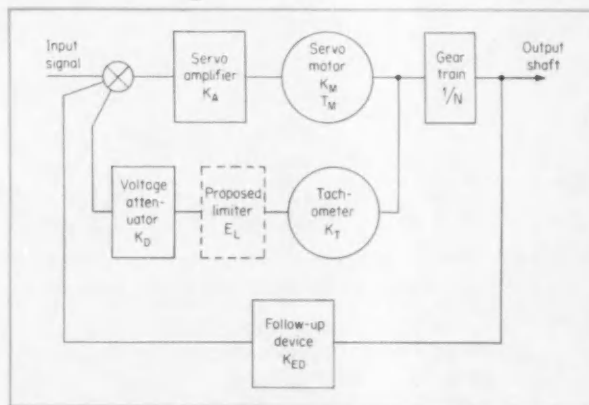 Input
signal
Servo
amplifier
K_A
Servo
motor
K_M
T_M
Gear
train
1/N
Output
shaft
Voltage
atten-
uator
K_D
Proposed
limiter
E_L
Tach-
ometer
K_T
Follow-up
device
K_ED